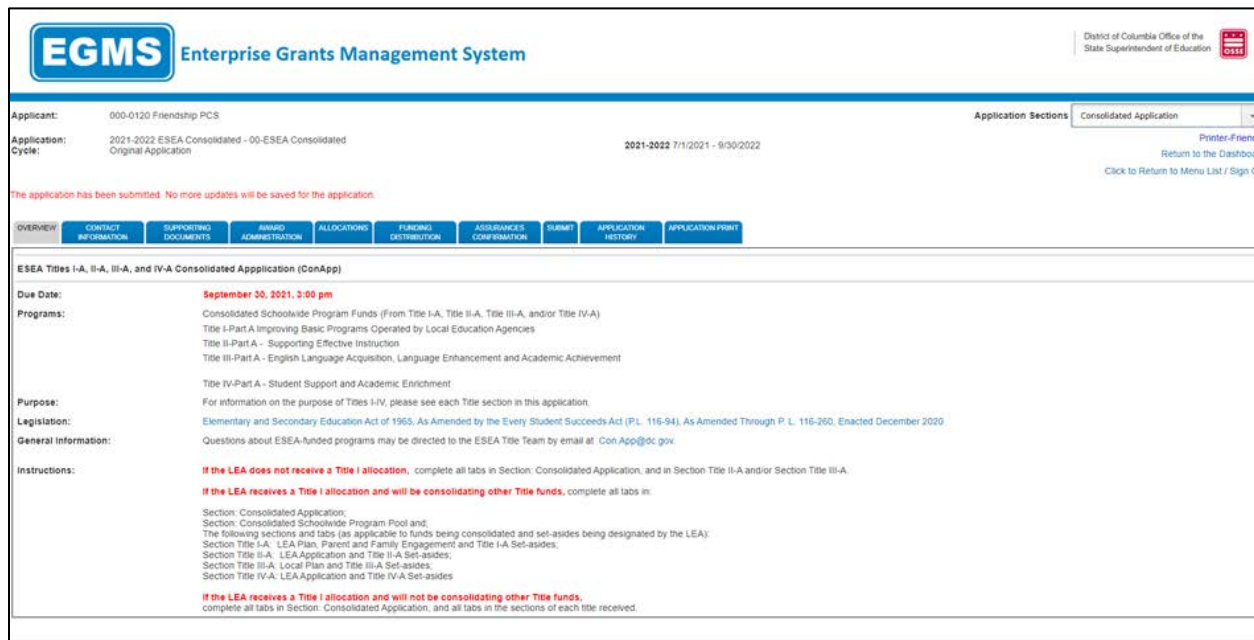 EGMS Enterprise Grants Management System
District of Columbia Office of the
State Superintendent of Education
OSSE
Applicant: 000-0120 Friendship PCS
Application Sections Consolidated Application
Application: 2021-2022 ESEA Consolidated - 00-ESEA Consolidated
Cycle: Original Application
2021-2022 7/1/2021 - 9/30/2022
Printer-Frien
Return to the Dashboa
Click to Return to Menu List / Sign O
The application has been submitted. No more updates will be saved for the application.
OVERVIEW
CONTACT
INFORMATION
SUPPORTING
DOCUMENTS
AWARD
ADMINISTRATION
ALLOCATIONS
FUNDING
DISTRIBUTION
ASSURANCES
CONFIRMATION
SUBMIT
APPLICATION
HISTORY
APPLICATION PRINT
ESEA Titles I-A, II-A, III-A, and IV-A Consolidated Appplication (ConApp)
Due Date: September 30, 2021, 3:00 pm
Programs: Consolidated Schoolwide Program Funds (From Title I-A, Title II-A, Title III-A, and/or Title IV-A)
Title I-Part A Improving Basic Programs Operated by Local Education Agencies
Title II-Part A - Supporting Effective Instruction
Title III-Part A - English Language Acquisition, Language Enhancement and Academic Achievement
Title IV-Part A - Student Support and Academic Enrichment
Purpose: For information on the purpose of Titles I-IV, please see each Title section in this application.
Legislation: Elementary and Secondary Education Act of 1965, As Amended by the Every Student Succeeds Act (P.L. 116-94), As Amended Through P. L. 116-260, Enacted December 2020
General Information: Questions about ESEA-funded programs may be directed to the ESEA Title Team by email at Con.App@dc.gov.
Instructions: If the LEA does not receive a Title I allocation, complete all tabs in Section: Consolidated Application, and in Section Title II-A and/or Section Title III-A.
If the LEA receives a Title I allocation and will be consolidating other Title funds, complete all tabs in:
Section: Consolidated Application;
Section: Consolidated Schoolwide Program Pool and;
The following sections and tabs (as applicable to funds being consolidated and set-asides being designated by the LEA):
Section Title I-A: LEA Plan, Parent and Family Engagement and Title I-A Set-asides;
Section Title II-A: LEA Application and Title II-A Set-asides;
Section Title III-A: Local Plan and Title III-A Set-asides;
Section Title IV-A: LEA Application and Title IV-A Set-asides
If the LEA receives a Title I allocation and will not be consolidating other Title funds,
complete all tabs in Section: Consolidated Application, and all tabs in the sections of each title received.